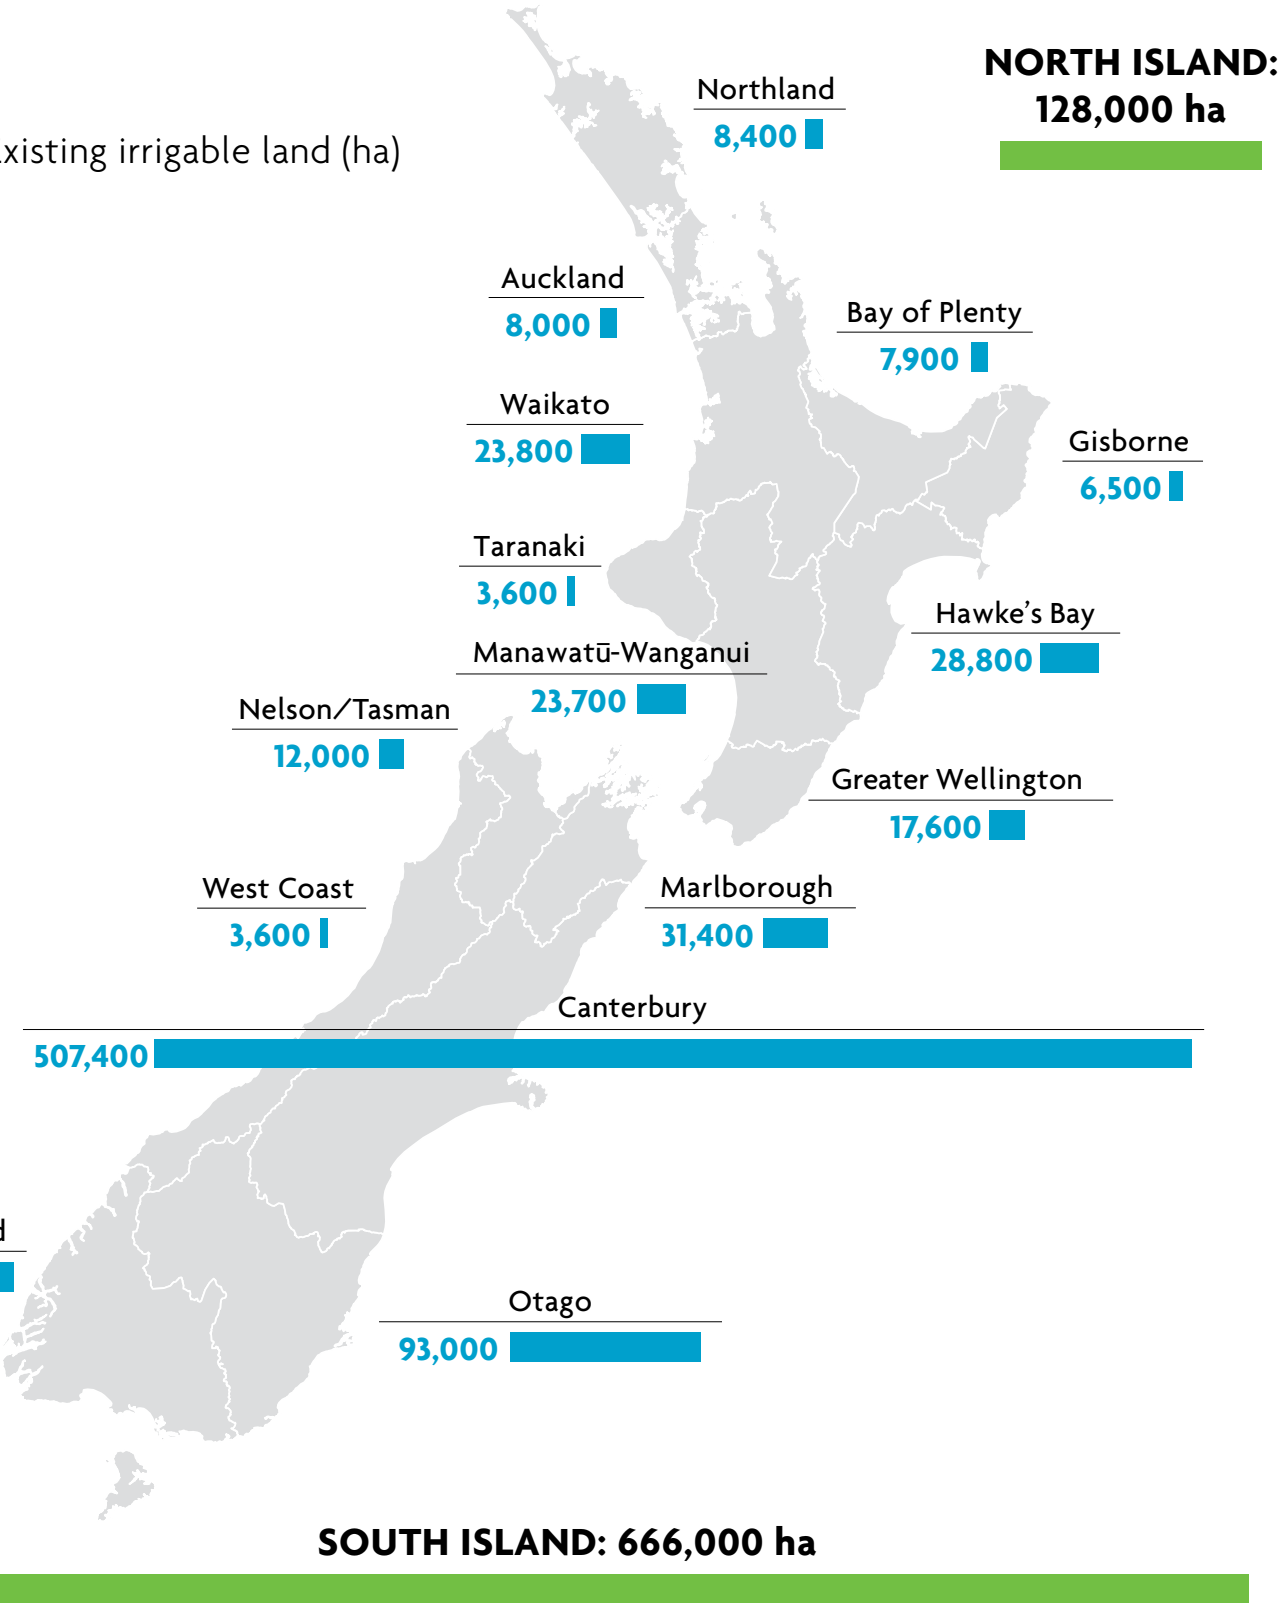 NORTH ISLAND:
128,000 ha
xisting irrigable land (ha)
Northland
8,400
Auckland
8,000
Bay of Plenty
7,900
Waikato
23,800
Gisborne
6,500
Taranaki
3,600
Hawke’s Bay
28,800
Manawatū-Wanganui
23,700
Nelson/Tasman
12,000
Greater Wellington
17,600
West Coast
3,600
Marlborough
31,400
Canterbury
507,400
d
Otago
93,000
SOUTH ISLAND: 666,000 ha